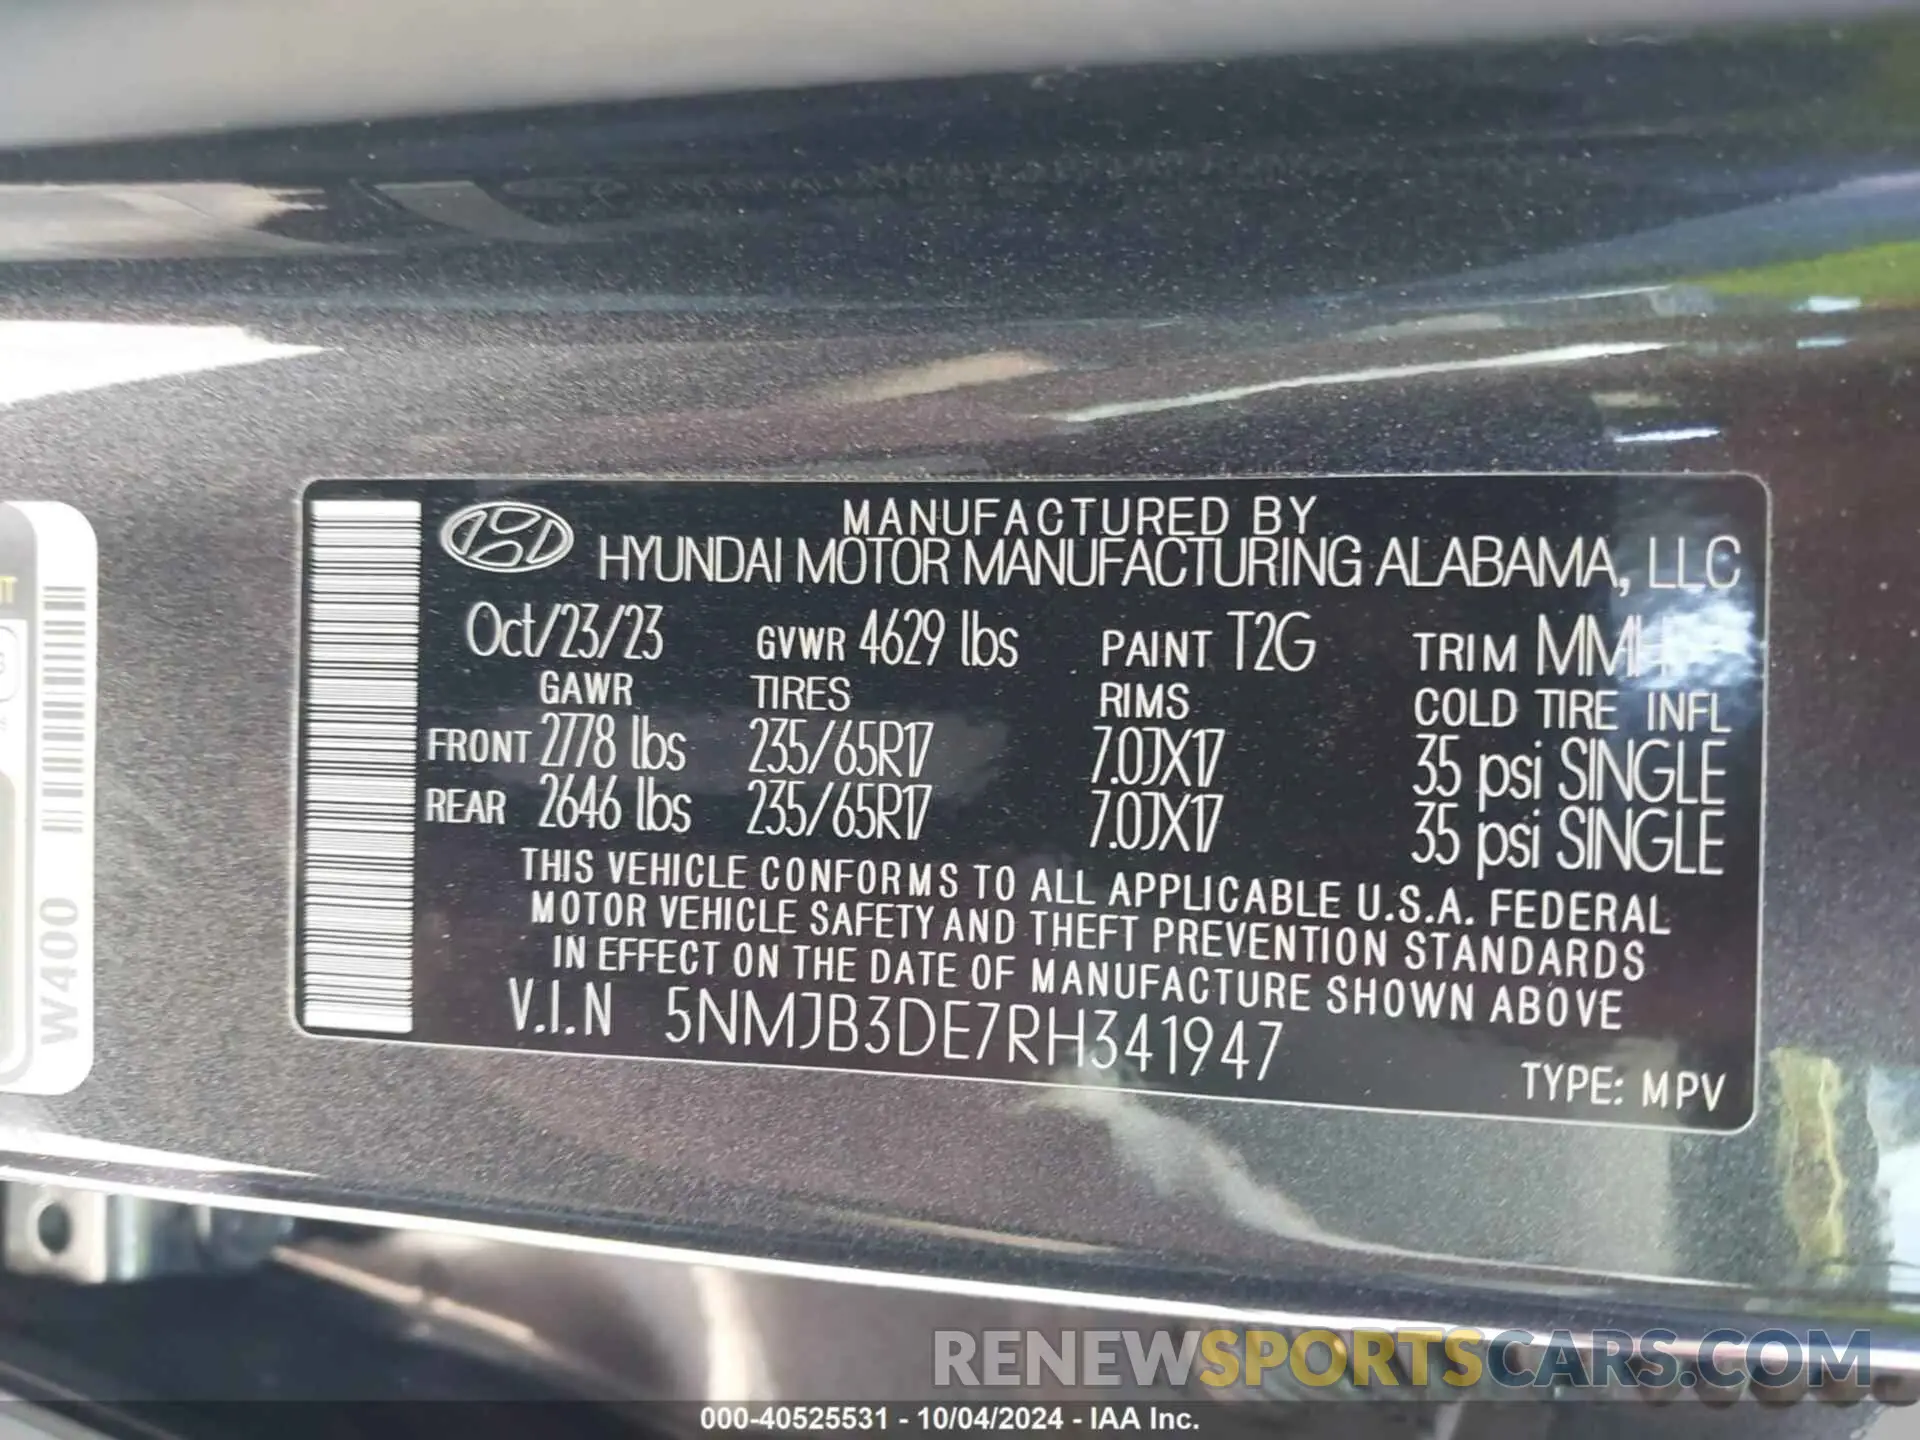 MANUFACTURED BY
HYUNDAI MOTOR MANUFACTURING ALABAMA, LLC
Oct/23/23 GVWR 4629 lbs PAINT T2G TRIM
GAWR TIRES RIMS COLD TIRE INFL
FRONT 2778 lbs 235/65R17 7.0JX17 35 psi SINGLE
REAR 2646 lbs 235/65R17 7.0JX17 35 psi SINGLE
THIS VEHICLE CONFORMS TO ALL APPLICABLE U.S.A. FEDERAL
MOTOR VEHICLE SAFETY AND THEFT PREVENTION STANDARDS
IN EFFECT ON THE DATE OF MANUFACTURE SHOWN ABOVE
V.I.N 5NMJB3DE7RH341947
TYPE: MPV
W400
RENEWSPORTSCARS.COM
000-40525531 - 10/04/2024 - IAA Inc.